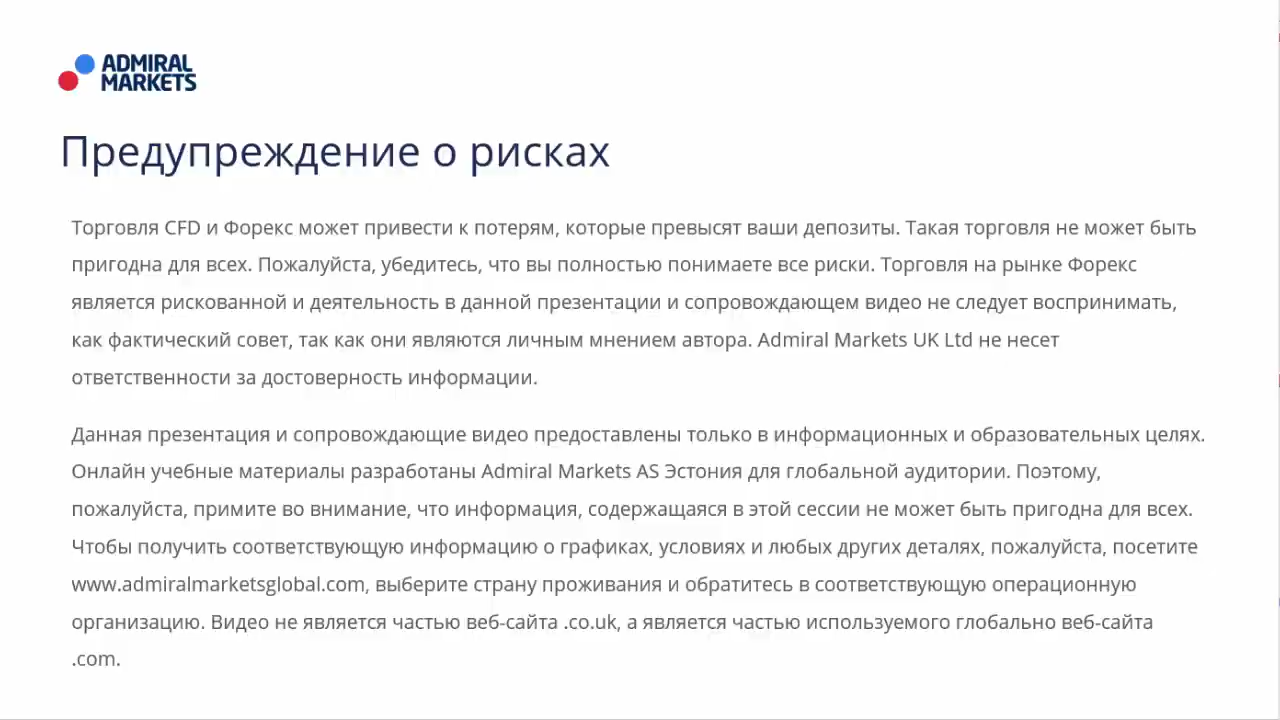 ADMIRAL
MARKETS
Предупреждение о рисках
Торговля CFD и Форекс может привести к потерям, которые превысят ваши депозиты. Такая торговля не может быть
пригодна для всех. Пожалуйста, убедитесь, что вы полностью понимаете все риски. Торговля на рынке Форекс
является рискованной и деятельность в данной презентации и сопровождающем видео не следует воспринимать,
как фактический совет, так как они являются личным мнением автора. Admiral Markets UK Ltd не несет
ответственности за достоверность информации.
Данная презентация и сопровождающие видео предоставлены только в информационных и образовательных целях.
Онлайн учебные материалы разработаны Admiral Markets AS Эстония для глобальной аудитории. Поэтому,
пожалуйста, примите во внимание, что информация, содержащаяся в этой сессии не может быть пригодна для всех.
Чтобы получить соответствующую информацию о графиках, условиях и любых других деталях, пожалуйста, посетите
www.admiralmarketsglobal.com, выберите страну проживания и обратитесь в соответствующую операционную
организацию. Видео не является частью веб-сайта .co.uk, а является частью используемого глобально веб-сайта
.com.